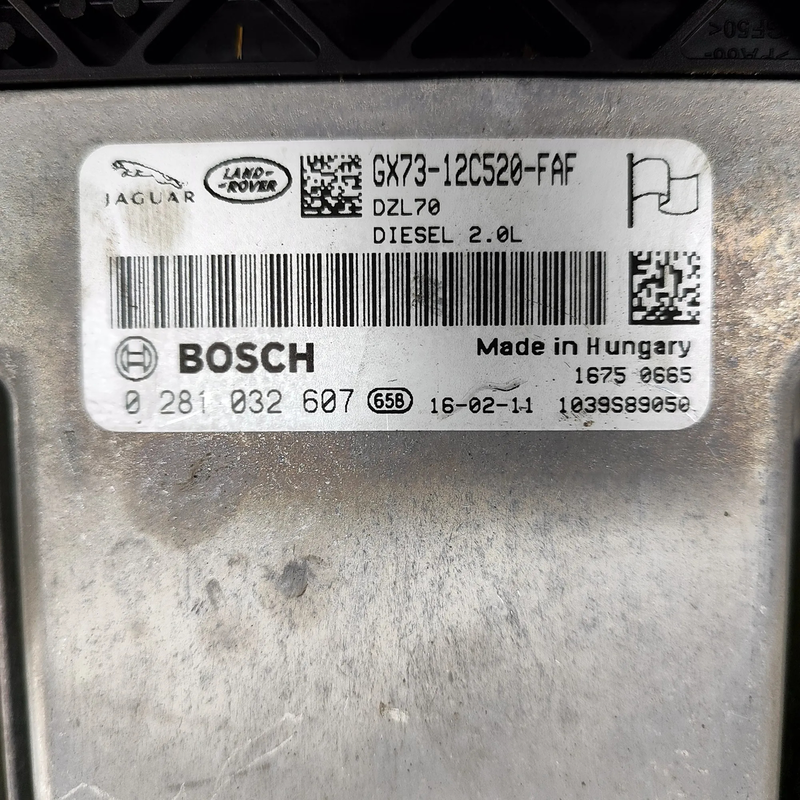 JAGUAR
LAND-
-ROVER
GX73-12C520-FAF
DZL70
DIESEL 2.0L
BOSCH
Made in Hungary
1675 0665
0 281 032 607 65B 16-02-11 1039S89050